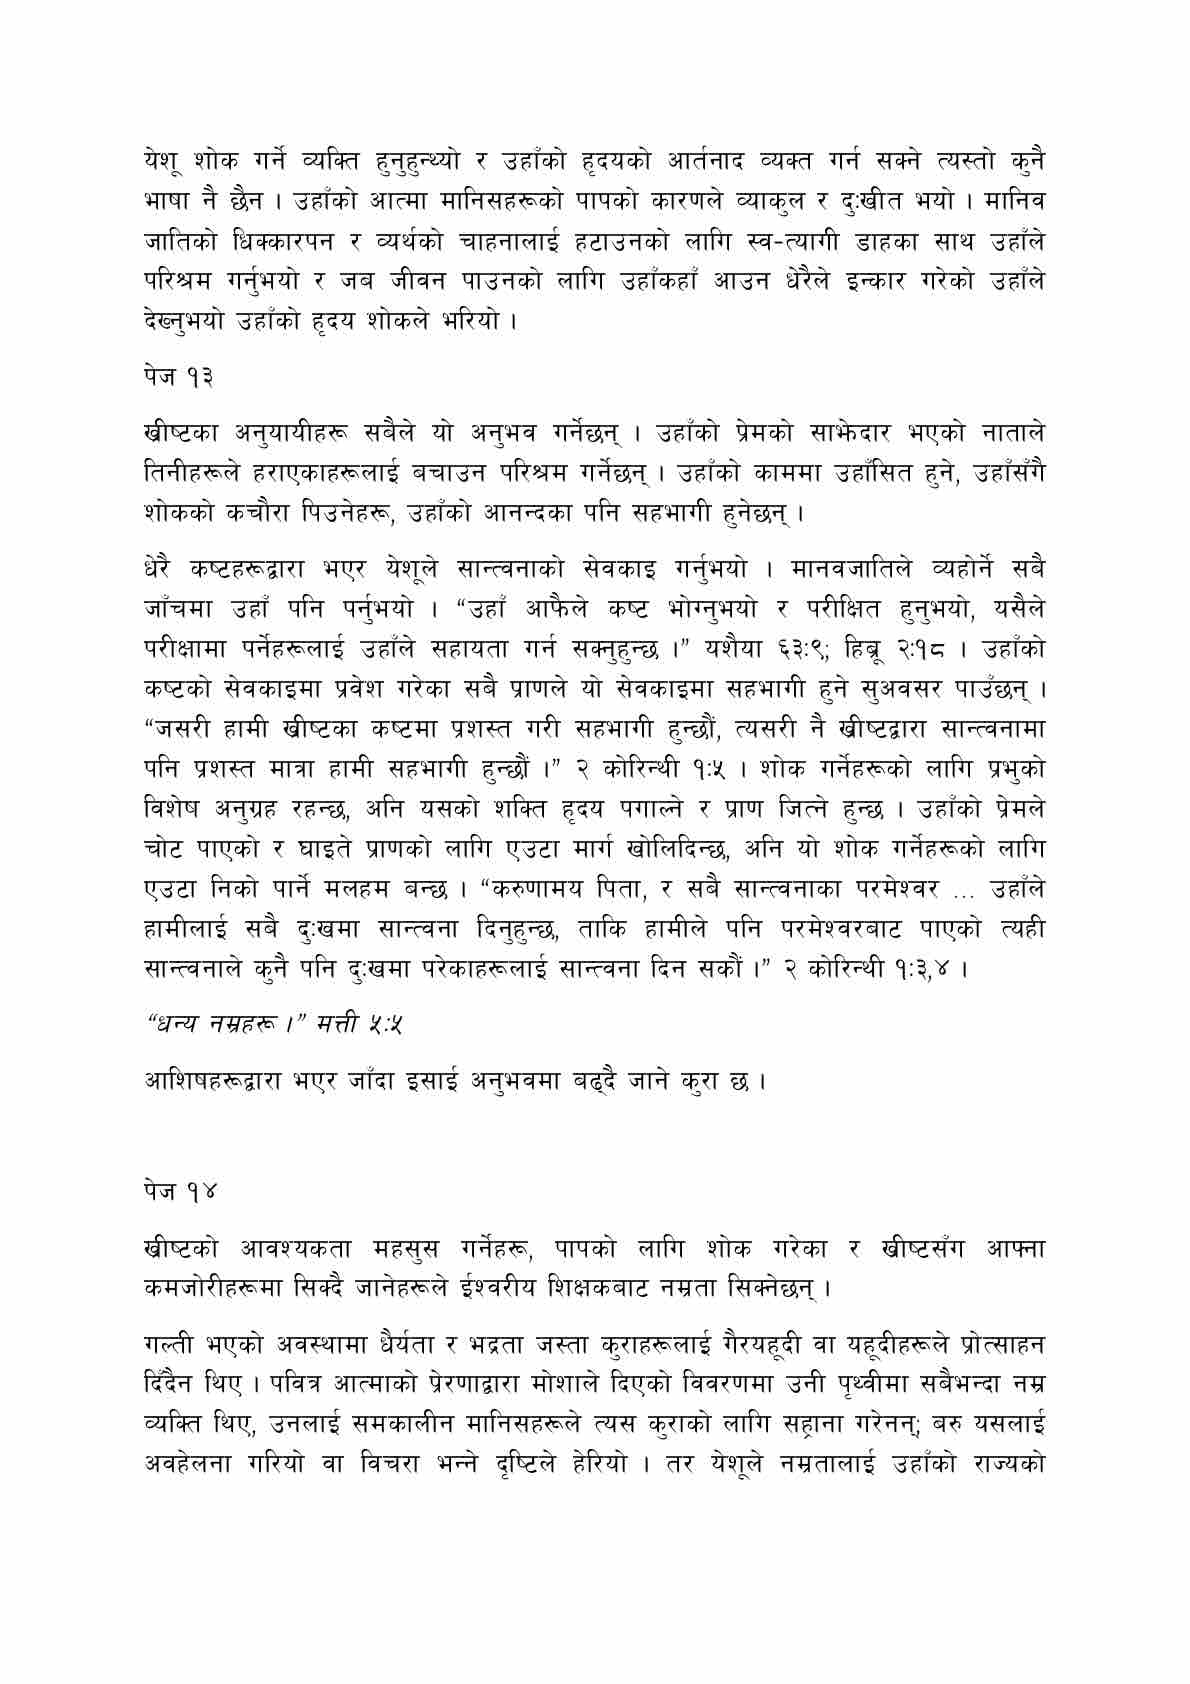 येशू शोक गर्ने व्यक्ति हुनुहुन्थ्यो र उहाँको हृदयको आर्तनाद व्यक्त गर्न सक्ने त्यस्तो कुनै
भाषा नै छैन । उहाँको आत्मा मानिसहरूको पापको कारणले व्याकुल र दुःखीत भयो । मानिव
जातिको धिक्कारपन र व्यर्थको चाहनालाई हटाउनको लागि स्व-त्यागी डाहका साथ उहाँले
परिश्रम गर्नुभयो र जब जीवन पाउनको लागि उहाँकहाँ आउन धेरैले इन्कार गरेको उहाँले
देख्नुभयो उहाँको हृदय शोकले भरियो ।
पेज १३
ख्रीष्टका अनुयायीहरू सबैले यो अनुभव गर्नेछन् । उहाँको प्रेमको साझेदार भएको नाताले
तिनीहरूले हराएकाहरूलाई बचाउन परिश्रम गर्नेछन् । उहाँको काममा उहाँसित हुने, उहाँसँगै
शोकको कचौरा पिउनेहरू, उहाँको आनन्दका पनि सहभागी हुनेछन् ।
धेरै कष्टहरूद्वारा भएर येशूले सान्त्वनाको सेवकाइ गर्नुभयो । मानवजातिले व्यहोर्ने सबै
जाँचमा उहाँ पनि पर्नुभयो । “उहाँ आफैले कष्ट भोग्नुभयो र परीक्षित हुनुभयो, यसैले
परीक्षामा पर्नेहरूलाई उहाँले सहायता गर्न सक्नुहुन्छ ।” यशैया ६३:९; हिब्रू २:१८ । उहाँको
कष्टको सेवकाइमा प्रवेश गरेका सबै प्राणले यो सेवकाइमा सहभागी हुने सुअवसर पाउँछन् ।
“जसरी हामी ख्रीष्टका कष्टमा प्रशस्त गरी सहभागी हुन्छौं, त्यसरी नै ख्रीष्टद्वारा सान्त्वनामा
पनि प्रशस्त मात्रा हामी सहभागी हुन्छौं ।” २ कोरिन्थी १:५ । शोक गर्नेहरूको लागि प्रभुको
विशेष अनुग्रह रहन्छ, अनि यसको शक्ति हृदय पगाल्ने र प्राण जित्ने हुन्छ । उहाँको प्रेमले
चोट पाएको र घाइते प्राणको लागि एउटा मार्ग खोलिदिन्छ, अनि यो शोक गर्नेहरूको लागि
एउटा निको पार्ने मलहम बन्छ । “करुणामय पिता, र सबै सान्त्वनाका परमेश्वर ... उहाँले
हामीलाई सबै दुःखमा सान्त्वना दिनुहुन्छ, ताकि हामीले पनि परमेश्वरबाट पाएको त्यही
सान्त्वनाले कुनै पनि दुःखमा परेकाहरूलाई सान्त्वना दिन सकौं ।” २ कोरिन्थी १:३,४ ।
“धन्य नम्रहरू ।” मत्ती ५:५
आशिषहरूद्वारा भएर जाँदा इसाई अनुभवमा बढ्दै जाने कुरा छ ।
पेज १४
ख्रीष्टको आवश्यकता महसुस गर्नेहरू, पापको लागि शोक गरेका र ख्रीष्टसँग आफ्ना
कमजोरीहरूमा सिक्दै जानेहरूले ईश्वरीय शिक्षकबाट नम्रता सिक्नेछन् ।
गल्ती भएको अवस्थामा धैर्यता र भद्रता जस्ता कुराहरूलाई गैरयहूदी वा यहूदीहरूले प्रोत्साहन
दिँदैन थिए । पवित्र आत्माको प्रेरणाद्वारा मोशाले दिएको विवरणमा उनी पृथ्वीमा सबैभन्दा नम्र
व्यक्ति थिए, उनलाई समकालीन मानिसहरूले त्यस कुराको लागि सह्राना गरेनन्; बरु यसलाई
अवहेलना गरियो वा विचरा भन्ने दृष्टिले हेरियो । तर येशूले नम्रतालाई उहाँको राज्यको